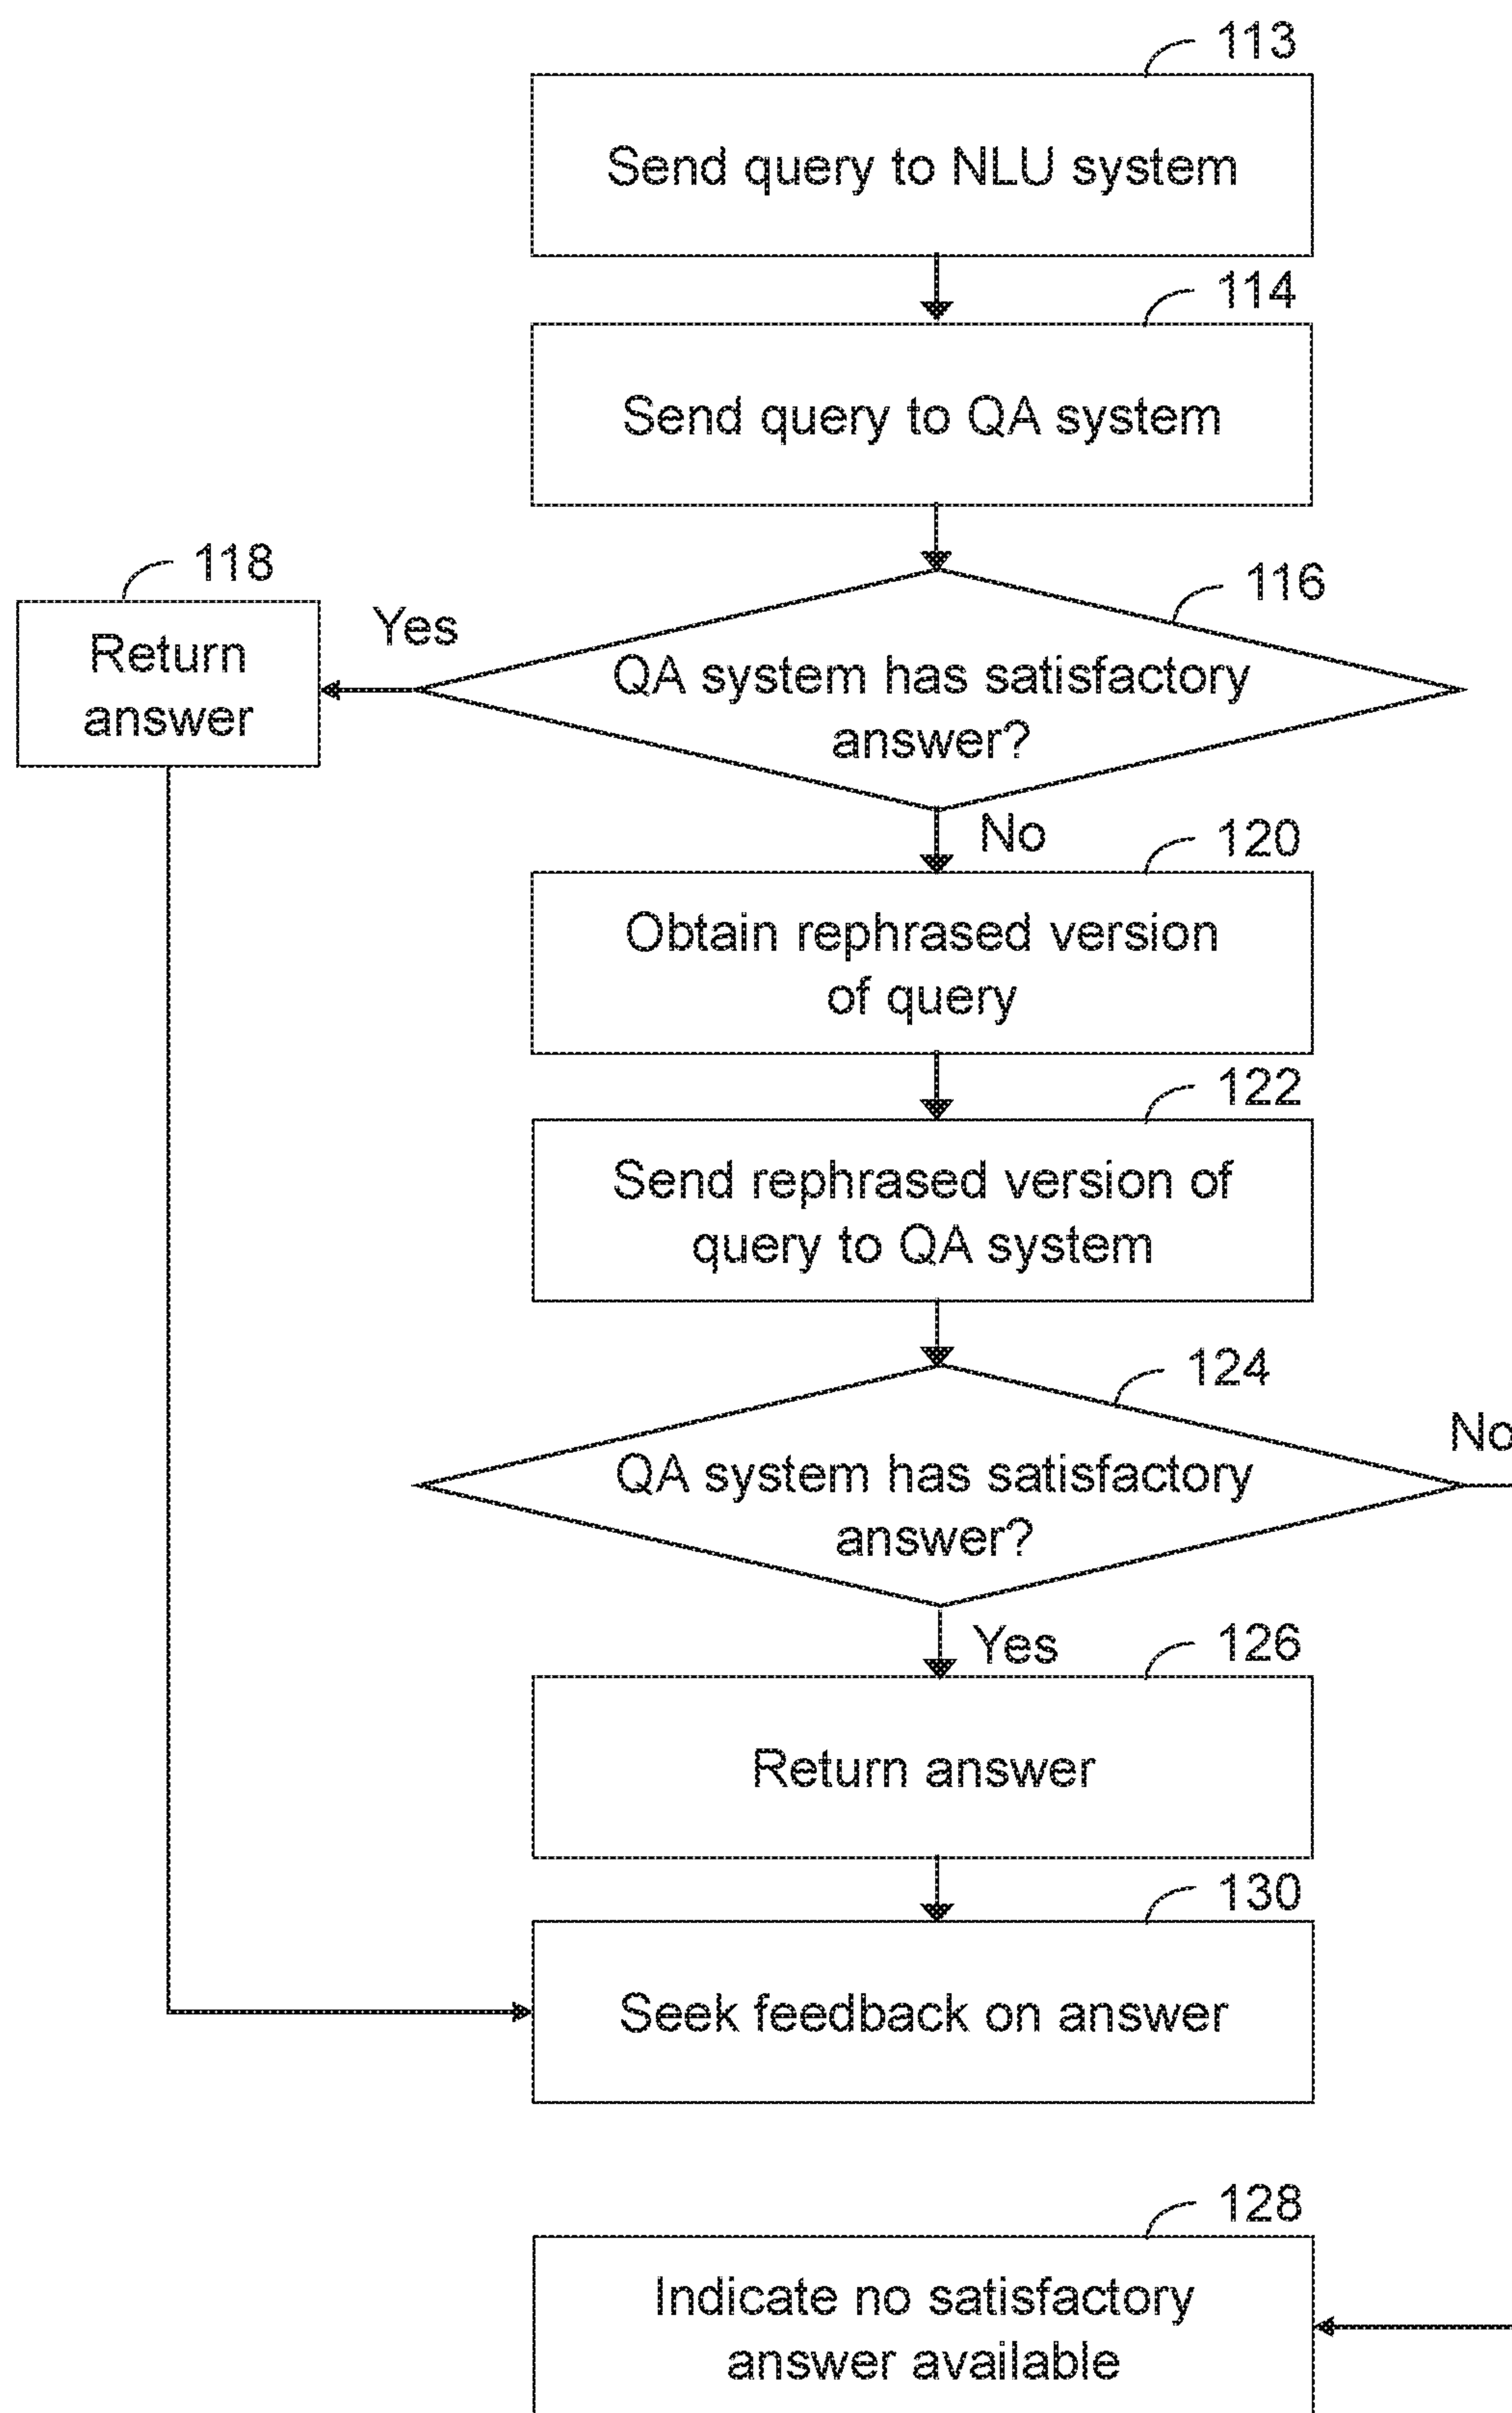 113
Send query to NLU system
114
Send query to QA system
118
Return
answer
Yes
116
QA system has satisfactory
answer?
No
120
Obtain rephrased version
of query
122
Send rephrased version of
query to QA system
124
QA system has satisfactory
answer?
No
Yes
126
Return answer
130
Seek feedback on answer
128
Indicate no satisfactory
answer available